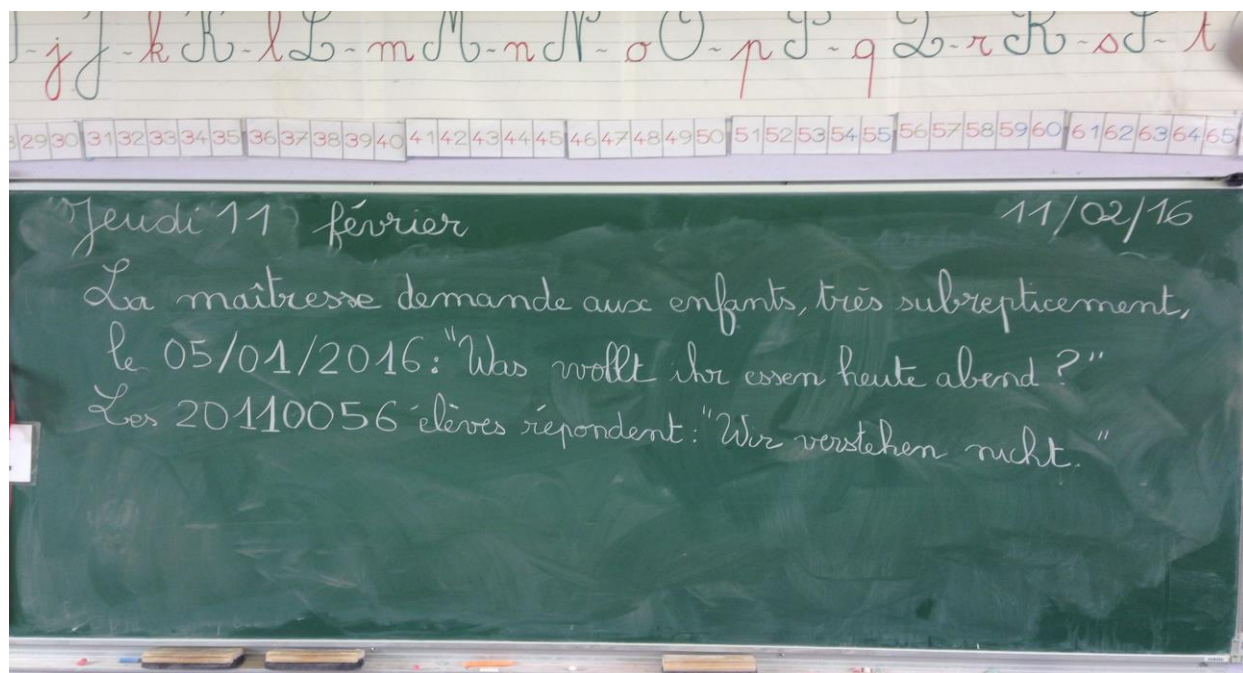 j J - k K - l L - m M - n N - o O - p P - q Q - r R - s S - t
29 30 31 32 33 34 35 36 37 38 39 40 41 42 43 44 45 46 47 48 49 50 51 52 53 54 55 56 57 58 59 60 61 62 63 64 65
Jeudi 11 février 11/02/16
La maîtresse demande aux enfants, très subrepticement,
le 05/01/2016 : "Was wollt ihr essen heute abend ?"
Les 20110056 élèves répondent : "Wir verstehen nicht."